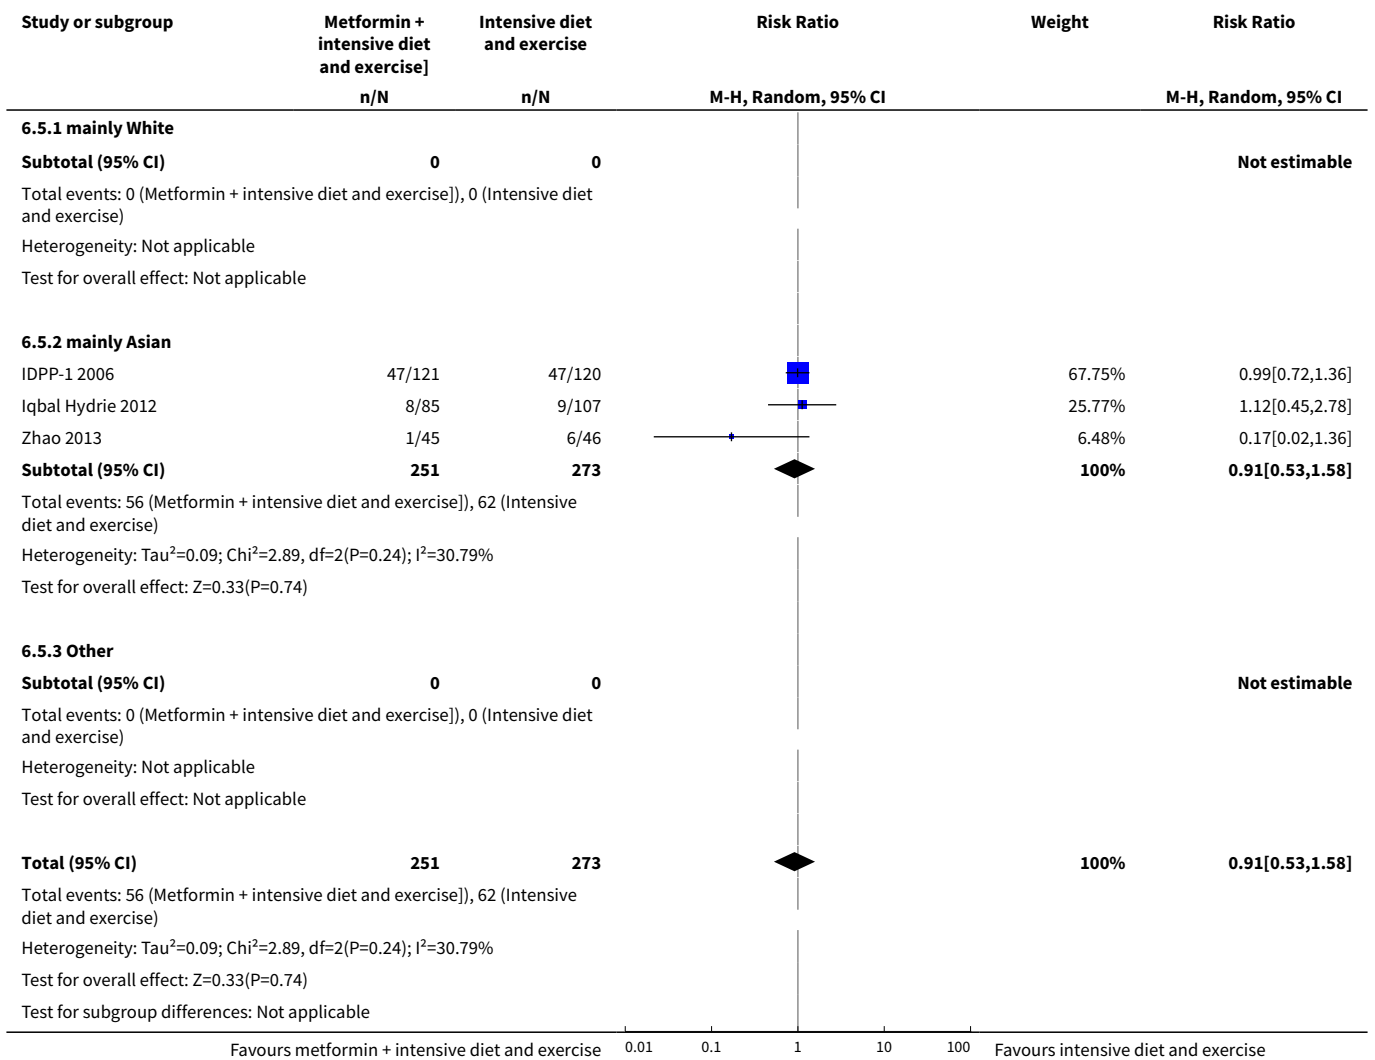 Study or subgroup Metformin + Intensive diet Risk Ratio Weight Risk Ratio
intensive diet and exercise
and exercise]
n/N n/N M-H, Random, 95% CI M-H, Random, 95% CI
6.5.1 mainly White
Subtotal (95% CI) 0 0 Not estimable
Total events: 0 (Metformin + intensive diet and exercise]), 0 (Intensive diet
and exercise)
Heterogeneity: Not applicable
Test for overall effect: Not applicable
6.5.2 mainly Asian
IDPP-1 2006 47/121 47/120 67.75% 0.99[0.72,1.36]
Iqbal Hydrie 2012 8/85 9/107 25.77% 1.12[0.45,2.78]
Zhao 2013 1/45 6/46 6.48% 0.17[0.02,1.36]
Subtotal (95% CI) 251 273 100% 0.91[0.53,1.58]
Total events: 56 (Metformin + intensive diet and exercise]), 62 (Intensive
diet and exercise)
Heterogeneity: Tau²=0.09; Chi²=2.89, df=2(P=0.24); I²=30.79%
Test for overall effect: Z=0.33(P=0.74)
6.5.3 Other
Subtotal (95% CI) 0 0 Not estimable
Total events: 0 (Metformin + intensive diet and exercise]), 0 (Intensive diet
and exercise)
Heterogeneity: Not applicable
Test for overall effect: Not applicable
Total (95% CI) 251 273 100% 0.91[0.53,1.58]
Total events: 56 (Metformin + intensive diet and exercise]), 62 (Intensive
diet and exercise)
Heterogeneity: Tau²=0.09; Chi²=2.89, df=2(P=0.24); I²=30.79%
Test for overall effect: Z=0.33(P=0.74)
Test for subgroup differences: Not applicable
Favours metformin + intensive diet and exercise 0.01 0.1 1 10 100 Favours intensive diet and exercise